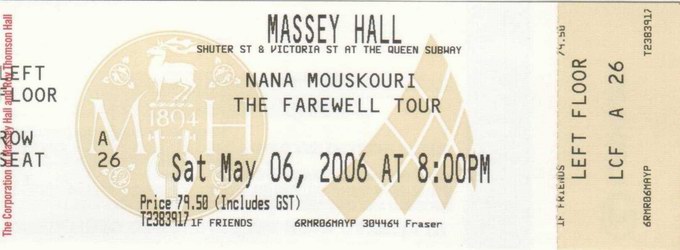 The Corporation of Massey Hall and Roy Thomson Hall
MASSEY HALL
SHUTER ST & VICTORIA ST AT THE QUEEN SUBWAY
LEFT
FLOOR
NANA MOUSKOURI
THE FAREWELL TOUR
M H
1894
ROW A
SEAT 26
Sat May 06, 2006 AT 8:00PM
Price 79.50 (Includes GST)
T2383917 1F FRIENDS 6RMR06MAYP 304464 Fraser
1F FRIENDS 79.50
LEFT FLOOR
LCF A 26
6RMR06MAYP T2383917